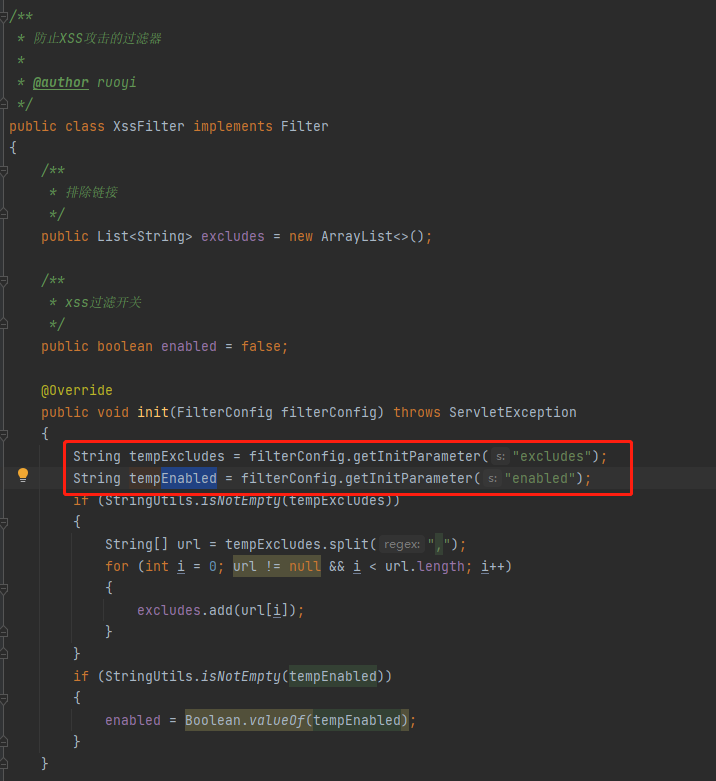 /**
 * 防止XSS攻击的过滤器
 *
 * @author ruoyi
 */
public class XssFilter implements Filter
{
    /**
     * 排除链接
     */
    public List<String> excludes = new ArrayList<>();

    /**
     * xss过滤开关
     */
    public boolean enabled = false;

    @Override
    public void init(FilterConfig filterConfig) throws ServletException
    {
        String tempExcludes = filterConfig.getInitParameter( s: "excludes");
        String tempEnabled = filterConfig.getInitParameter( s: "enabled");
        if (StringUtils.isNotEmpty(tempExcludes))
        {
            String[] url = tempExcludes.split( regex: ",");
            for (int i = 0; url != null && i < url.length; i++)
            {
                excludes.add(url[i]);
            }
        }
        if (StringUtils.isNotEmpty(tempEnabled))
        {
            enabled = Boolean.valueOf(tempEnabled);
        }
    }